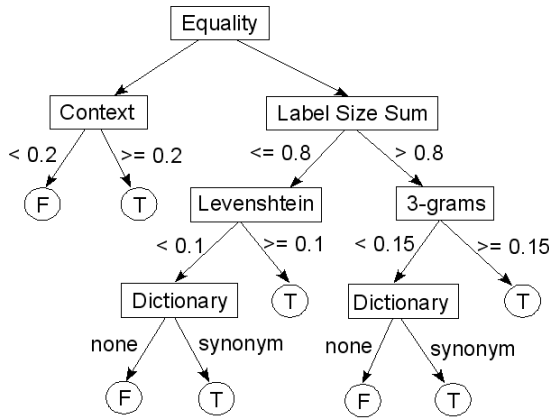 Equality
Context
Label Size Sum
< 0.2
>= 0.2
<= 0.8
> 0.8
F
T
Levenshtein
3-grams
< 0.1
>= 0.1
< 0.15
>= 0.15
Dictionary
T
Dictionary
T
none
synonym
none
synonym
F
T
F
T